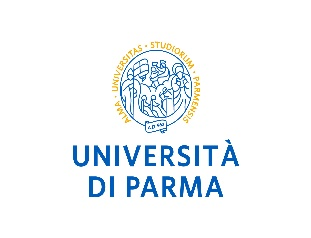 ALMA · UNIVERSITAS · STUDIORUM · PARMENSIS
UNIVERSITÀ
DI PARMA